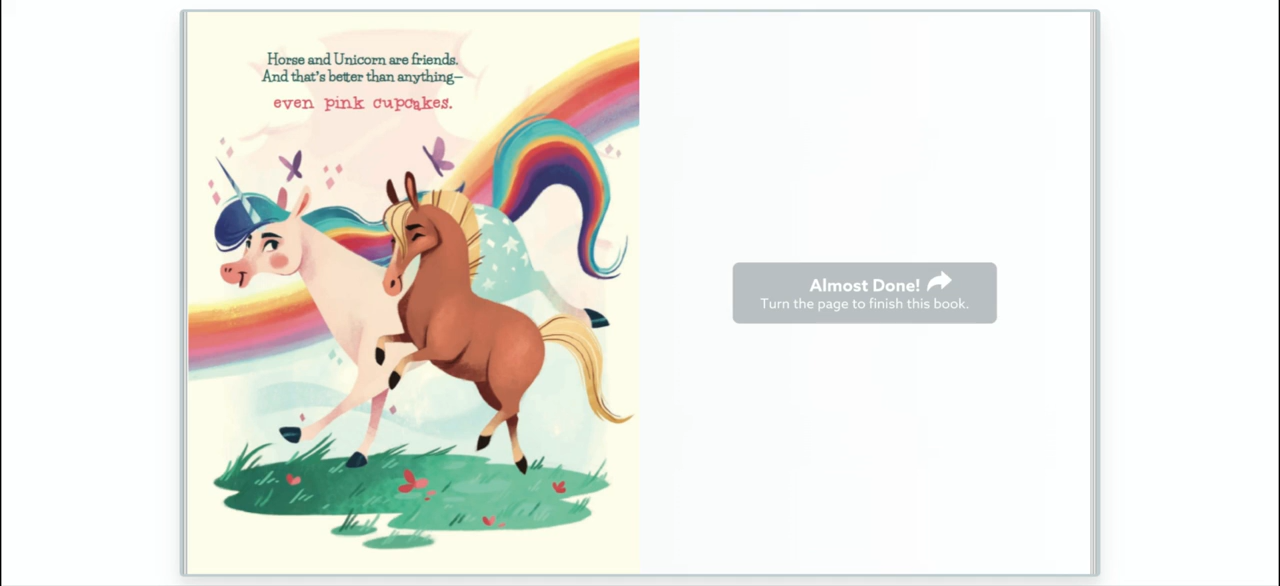 Horse and Unicorn are friends.
And that's better than anything—
even pink cupcakes.
Almost Done!
Turn the page to finish this book.